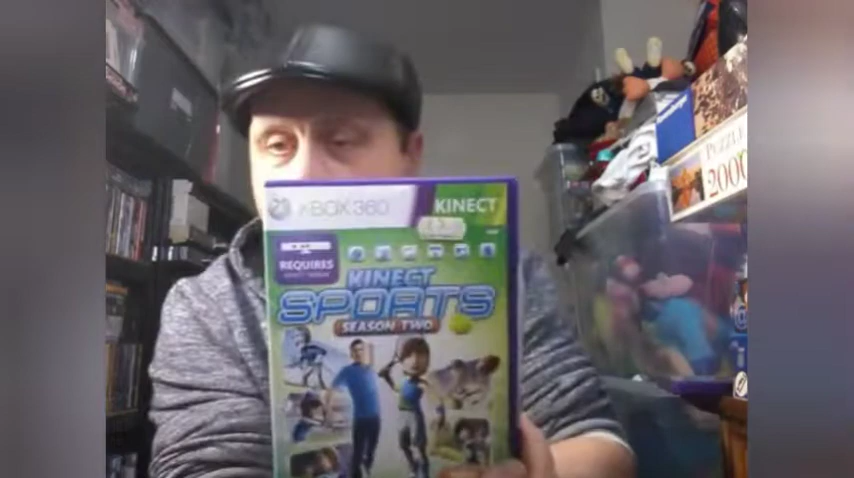 XBOX 360
KINECT
REQUIRES
KINECT
SPORTS
SEASON TWO
PUZZLE
2000